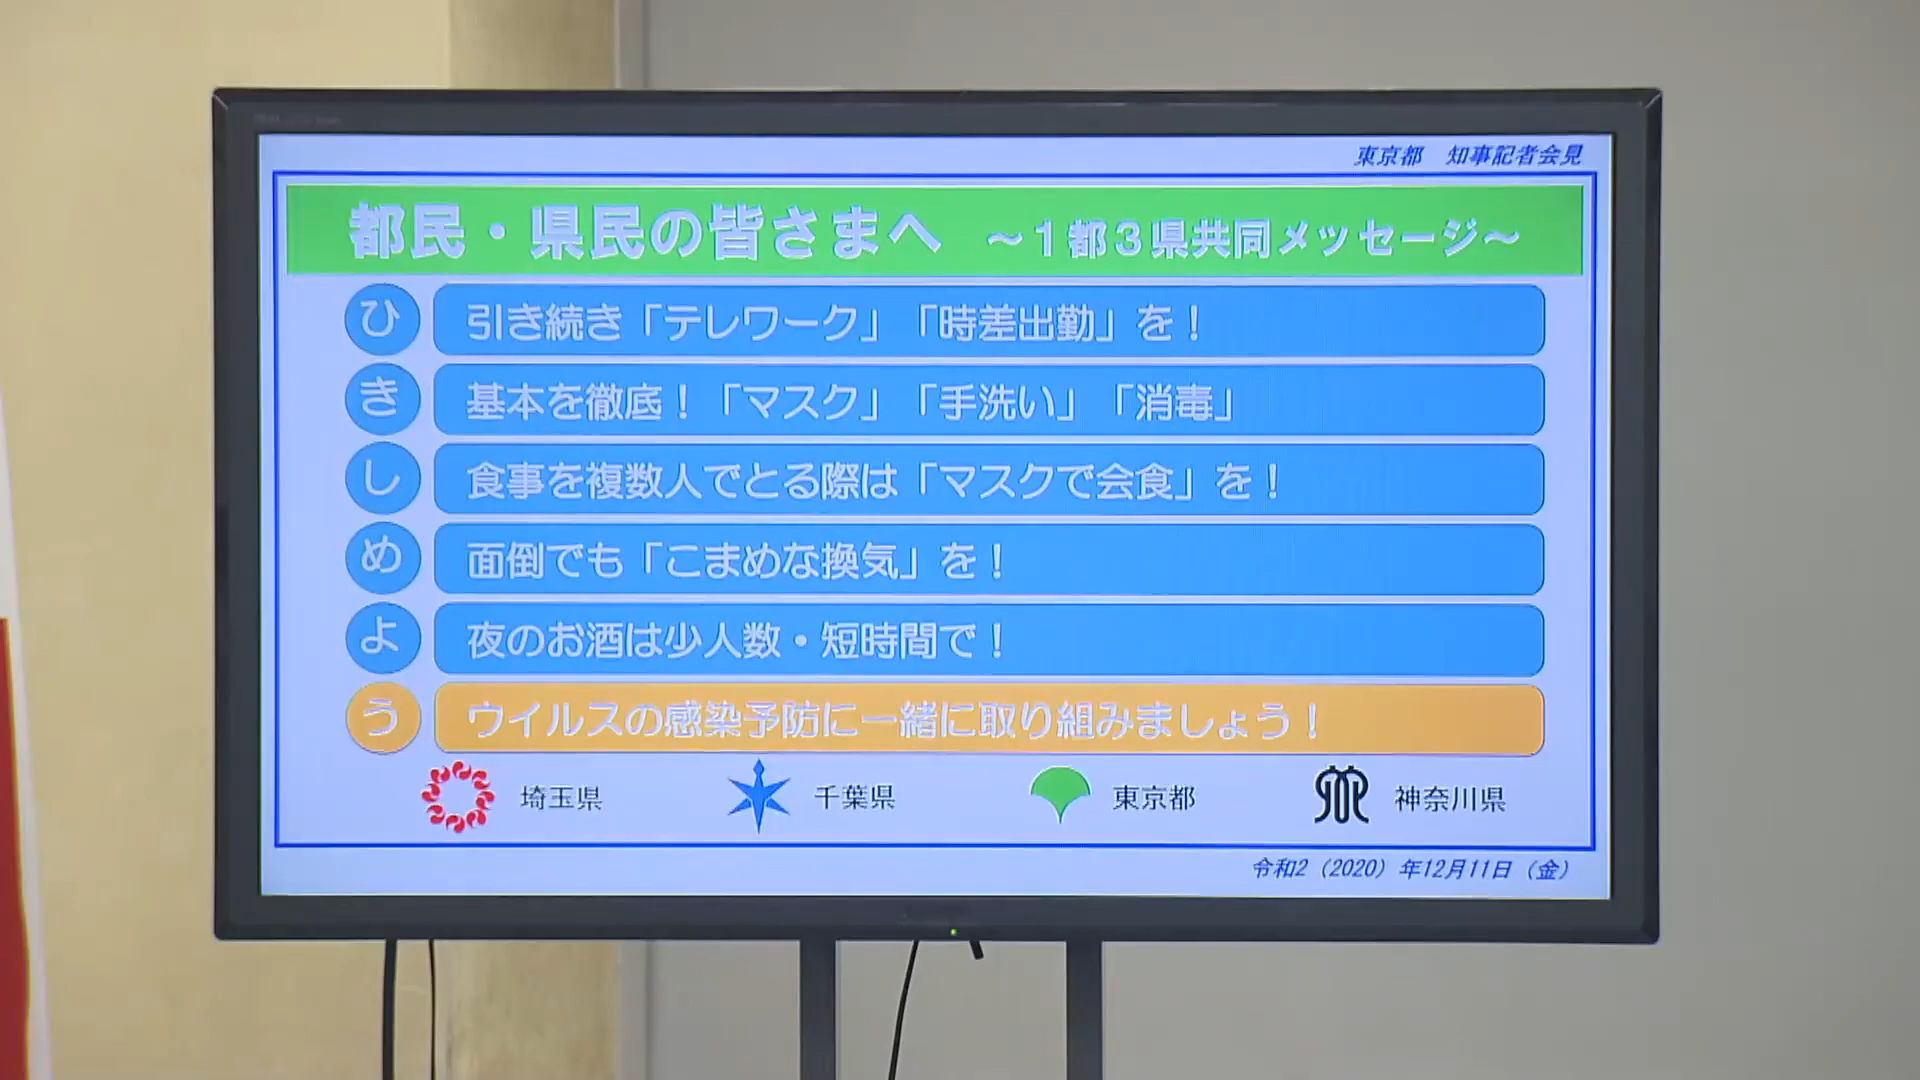 東京都 知事記者会見
都民・県民の皆さまへ ～1都3県共同メッセージ～
ひ 引き続き「テレワーク」「時差出勤」を！
き 基本を徹底！「マスク」「手洗い」「消毒」
し 食事を複数人でとる際は「マスクで会食」を！
め 面倒でも「こまめな換気」を！
よ 夜のお酒は少人数・短時間で！
う ウイルスの感染予防に一緒に取り組みましょう！
埼玉県 千葉県 東京都 神奈川県
令和2（2020）年12月11日（金）